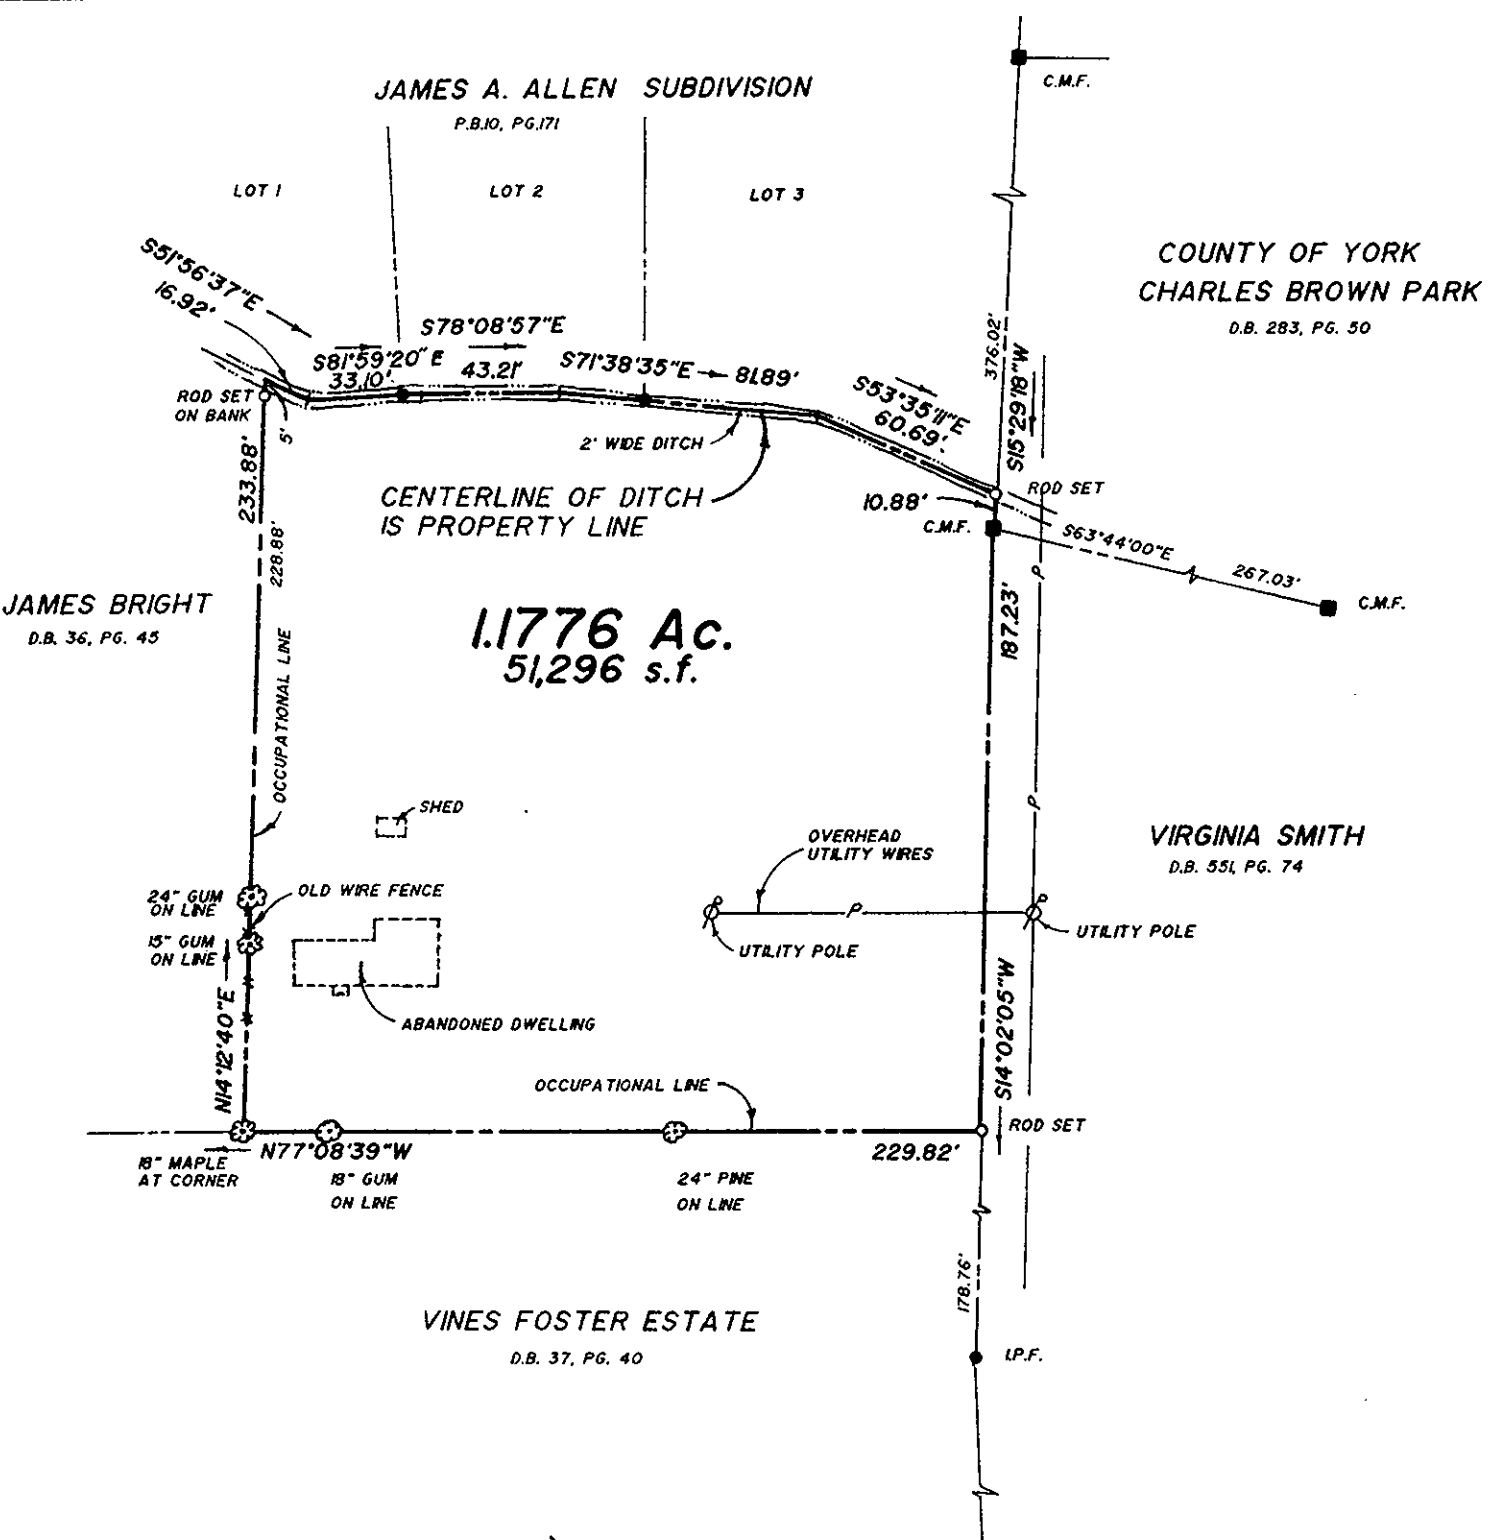 C.M.F.
JAMES A. ALLEN SUBDIVISION
P.B.10, PG.171
LOT 1
LOT 2
LOT 3
COUNTY OF YORK
CHARLES BROWN PARK
D.B. 283, PG. 50
S51°56'37"E
16.92'
S81°59'20"E
33.10'
S78°08'57"E
43.21'
S71°38'35"E
81.89'
S53°35'11"E
60.69'
376.02'
S15°29'18"W
ROD SET
ON BANK
5'
2' WIDE DITCH
CENTERLINE OF DITCH
IS PROPERTY LINE
ROD SET
10.88'
C.M.F.
S63°44'00"E
267.03'
C.M.F.
233.88'
228.88'
JAMES BRIGHT
D.B. 36, PG. 45
1.1776 Ac.
51,296 s.f.
187.23'
P
OCCUPATIONAL LINE
SHED
P
OVERHEAD
UTILITY WIRES
VIRGINIA SMITH
D.B. 551, PG. 74
24" GUM
ON LINE
OLD WIRE FENCE
P
UTILITY POLE
UTILITY POLE
15" GUM
ON LINE
N14°12'40"E
ABANDONED DWELLING
S14°02'05"W
OCCUPATIONAL LINE
ROD SET
18" MAPLE
AT CORNER
N77°08'39"W
229.82'
18" GUM
ON LINE
24" PINE
ON LINE
178.76'
VINES FOSTER ESTATE
D.B. 37, PG. 40
I.P.F.